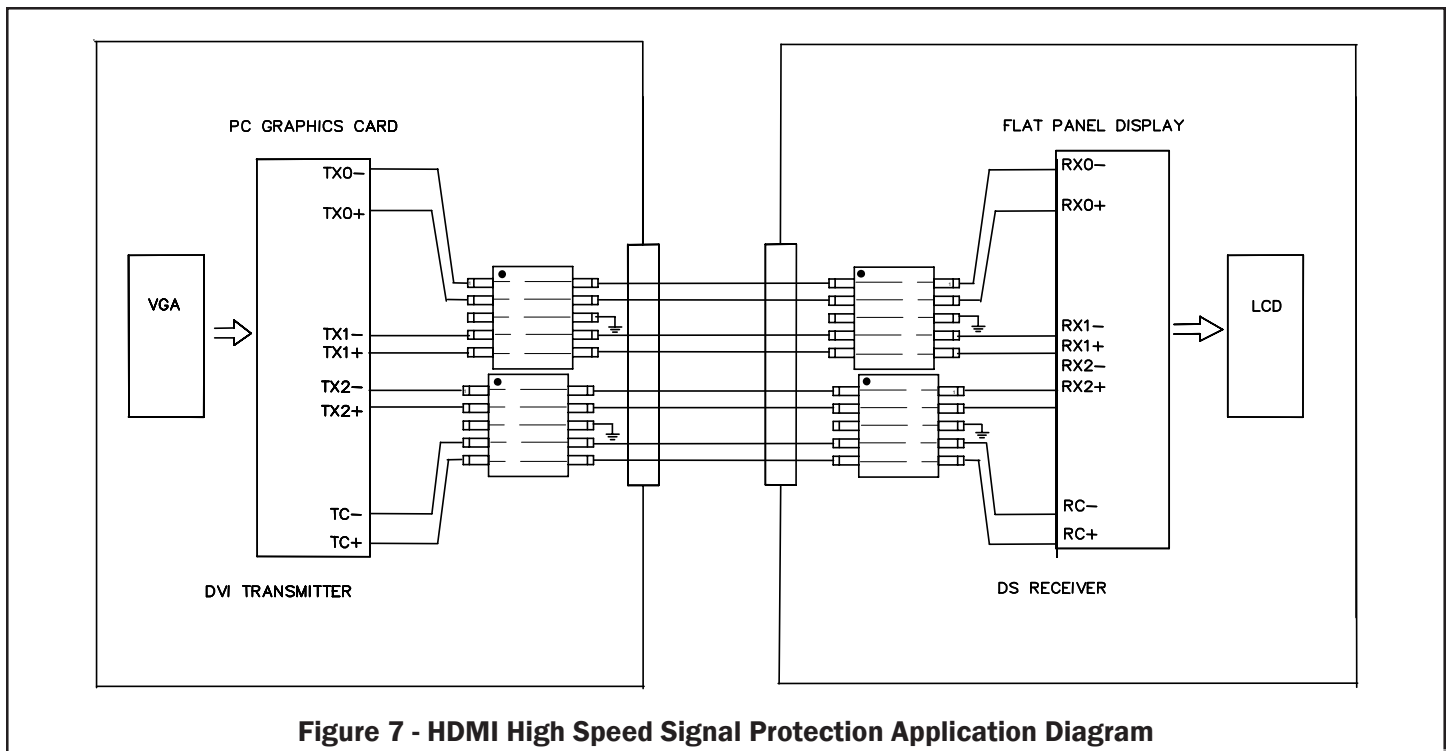 PC GRAPHICS CARD
FLAT PANEL DISPLAY
TX0-
TX0+
TX1-
TX1+
TX2-
TX2+
TC-
TC+
VGA
DVI TRANSMITTER
RX0-
RX0+
RX1-
RX1+
RX2-
RX2+
RC-
RC+
LCD
DS RECEIVER
Figure 7 - HDMI High Speed Signal Protection Application Diagram